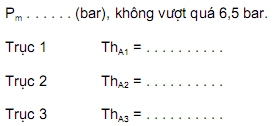 Pm . . . . . . (bar), không vượt quá 6,5 bar.
Trục 1 ThA1 = . . . . . . . . . .
Trục 2 ThA2 = . . . . . . . . . .
Trục 3 ThA3 = . . . . . . . . . .